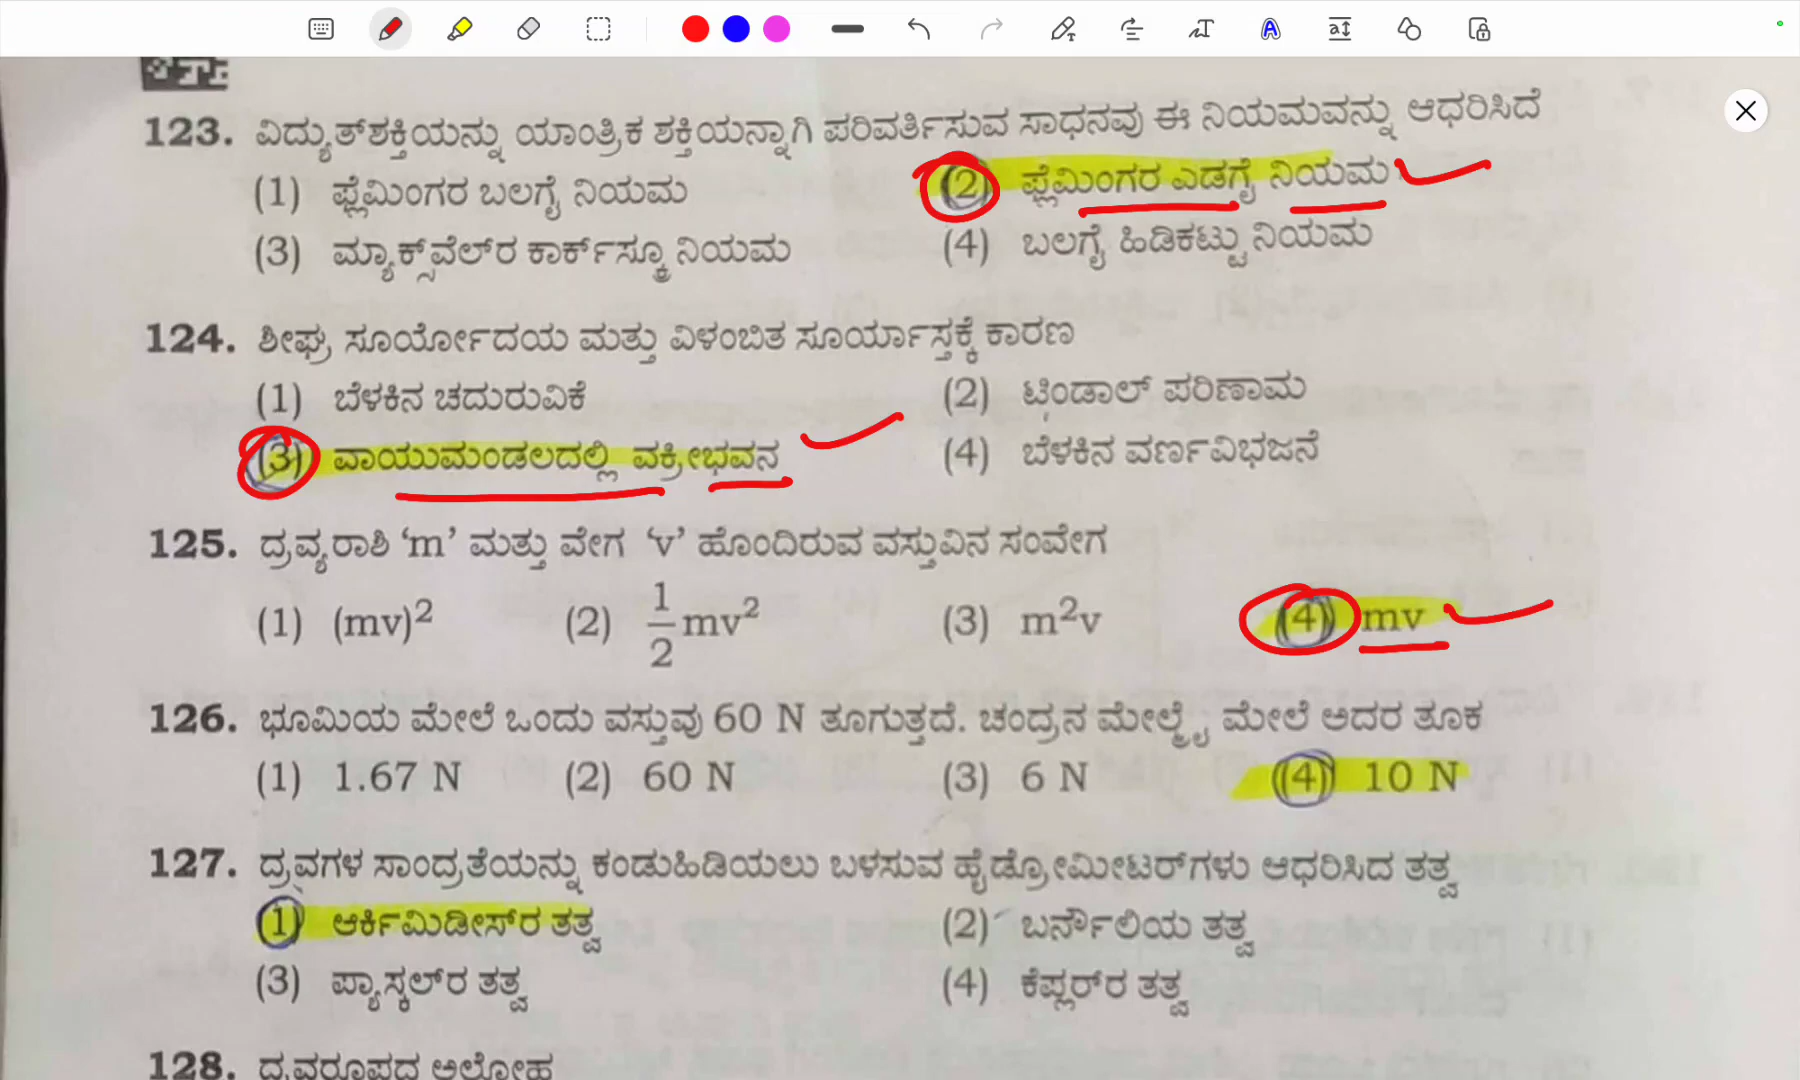 123. ವಿದ್ಯುತ್‌ಶಕ್ತಿಯನ್ನು ಯಾಂತ್ರಿಕ ಶಕ್ತಿಯನ್ನಾಗಿ ಪರಿವರ್ತಿಸುವ ಸಾಧನವು ಈ ನಿಯಮವನ್ನು ಆಧರಿಸಿದೆ
(1) ಫ್ಲೆಮಿಂಗರ ಬಲಗೈ ನಿಯಮ (2) ಫ್ಲೆಮಿಂಗರ ಎಡಗೈ ನಿಯಮ
(3) ಮ್ಯಾಕ್ಸ್‌ವೆಲ್‌ರ ಕಾರ್ಕ್‌ಸ್ಕ್ರೂ ನಿಯಮ (4) ಬಲಗೈ ಹಿಡಿಕಟ್ಟು ನಿಯಮ
124. ಶೀಘ್ರ ಸೂರ್ಯೋದಯ ಮತ್ತು ವಿಳಂಬಿತ ಸೂರ್ಯಾಸ್ತಕ್ಕೆ ಕಾರಣ
(1) ಬೆಳಕಿನ ಚದುರುವಿಕೆ (2) ಟಿಂಡಾಲ್ ಪರಿಣಾಮ
(3) ವಾಯುಮಂಡಲದಲ್ಲಿ ವಕ್ರೀಭವನ (4) ಬೆಳಕಿನ ವರ್ಣವಿಭಜನೆ
125. ದ್ರವ್ಯರಾಶಿ ‘m’ ಮತ್ತು ವೇಗ ‘v’ ಹೊಂದಿರುವ ವಸ್ತುವಿನ ಸಂವೇಗ
(1) (mv)² (2) 1/2 mv² (3) m²v (4) mv
126. ಭೂಮಿಯ ಮೇಲೆ ಒಂದು ವಸ್ತುವು 60 N ತೂಗುತ್ತದೆ. ಚಂದ್ರನ ಮೇಲ್ಮೈ ಮೇಲೆ ಅದರ ತೂಕ
(1) 1.67 N (2) 60 N (3) 6 N (4) 10 N
127. ದ್ರವಗಳ ಸಾಂದ್ರತೆಯನ್ನು ಕಂಡುಹಿಡಿಯಲು ಬಳಸುವ ಹೈಡ್ರೋಮೀಟರ್‌ಗಳು ಆಧರಿಸಿದ ತತ್ವ
(1) ಆರ್ಕಿಮಿಡೀಸ್‌ರ ತತ್ವ (2) ಬರ್ನೌಲಿಯ ತತ್ವ
(3) ಪ್ಯಾಸ್ಕಲ್‌ರ ತತ್ವ (4) ಕೆಪ್ಲರ್‌ರ ತತ್ವ
128. ದ್ರವರೂಪದ ಅಲೋಹ